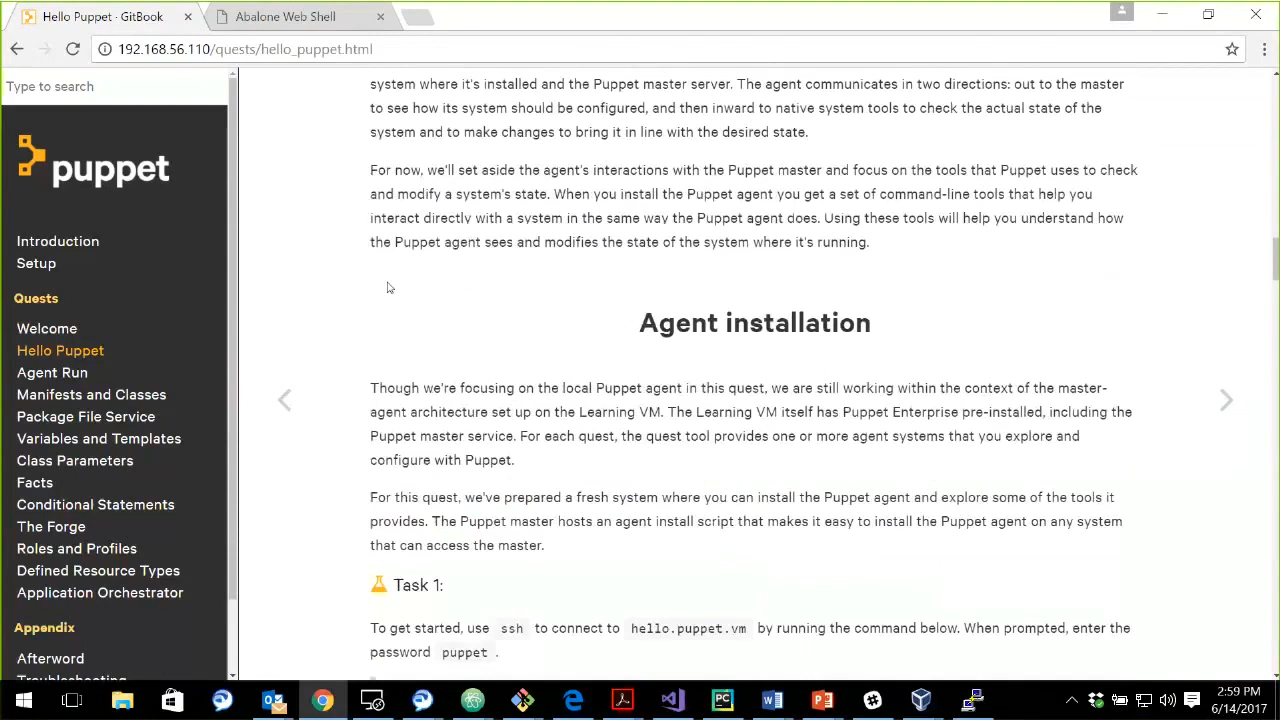 Hello Puppet · GitBook
Abalone Web Shell
192.168.56.110/quests/hello_puppet.html
Type to search
puppet
Introduction
Setup
Quests
Welcome
Hello Puppet
Agent Run
Manifests and Classes
Package File Service
Variables and Templates
Class Parameters
Facts
Conditional Statements
The Forge
Roles and Profiles
Defined Resource Types
Application Orchestrator
Appendix
Afterword
Troubleshooting
system where it's installed and the Puppet master server. The agent communicates in two directions: out to the master
to see how its system should be configured, and then inward to native system tools to check the actual state of the
system and to make changes to bring it in line with the desired state.
For now, we'll set aside the agent's interactions with the Puppet master and focus on the tools that Puppet uses to check
and modify a system's state. When you install the Puppet agent you get a set of command-line tools that help you
interact directly with a system in the same way the Puppet agent does. Using these tools will help you understand how
the Puppet agent sees and modifies the state of the system where it's running.
Agent installation
Though we're focusing on the local Puppet agent in this quest, we are still working within the context of the master-
agent architecture set up on the Learning VM. The Learning VM itself has Puppet Enterprise pre-installed, including the
Puppet master service. For each quest, the quest tool provides one or more agent systems that you explore and
configure with Puppet.
For this quest, we've prepared a fresh system where you can install the Puppet agent and explore some of the tools it
provides. The Puppet master hosts an agent install script that makes it easy to install the Puppet agent on any system
that can access the master.
Task 1:
To get started, use ssh to connect to hello.puppet.vm by running the command below. When prompted, enter the
password puppet .
2:59 PM
6/14/2017